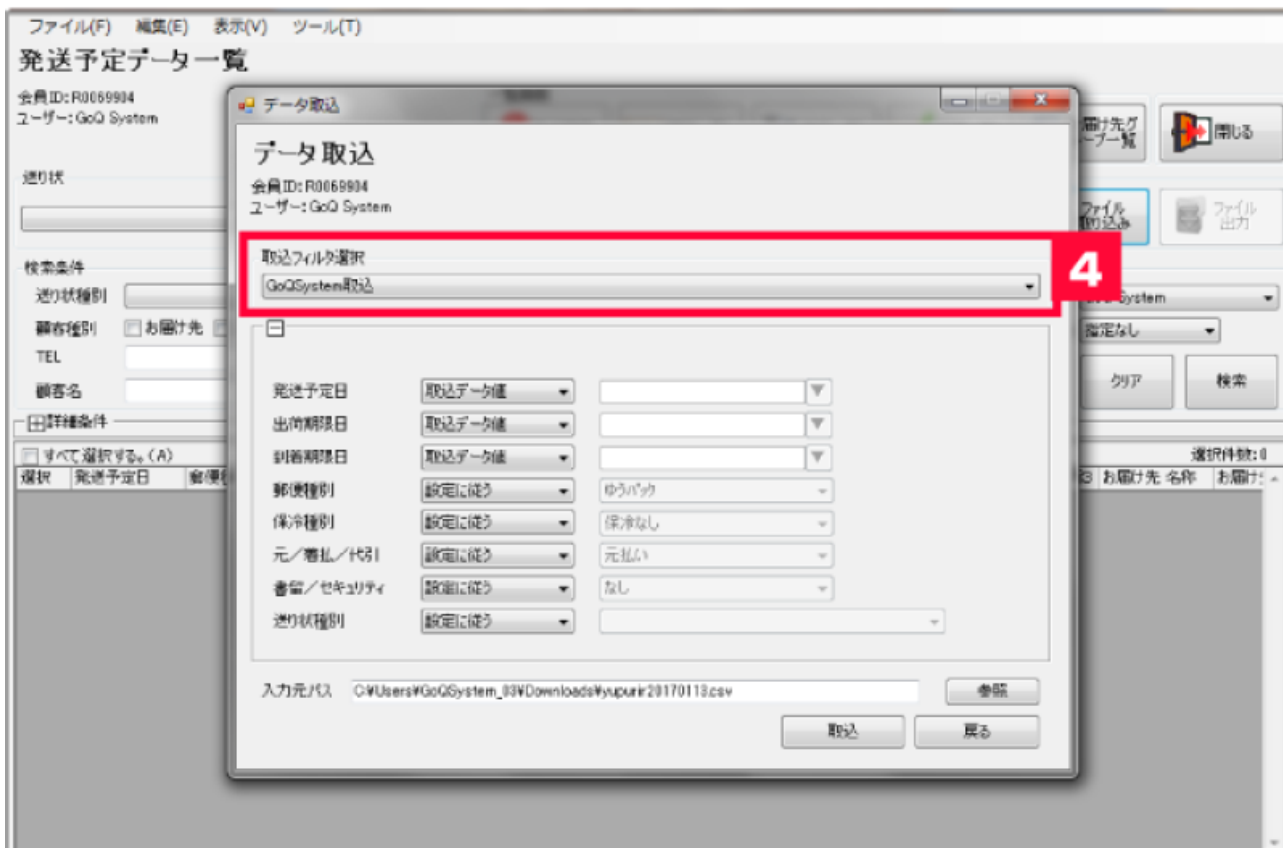 ファイル(F) 編集(E) 表示(V) ツール(T)
発送予定データ一覧
会員ID:R0069904
ユーザー:GoQ System
届け先グ
ープ一覧
閉じる
送り状
ファイル
取り込み
ファイル
出力
検索条件
送り状種別
System
顧客種別 お届け先
指定なし
TEL
顧客名
クリア
検索
詳細条件
すべて選択する。(A)
選択件数:0
選択 発送予定日
お届け先 名称
データ取込
データ取込
会員ID:R0069904
ユーザー:GoQ System
取込フィルタ選択
GoQSystem取込
4
発送予定日 取込データ値
出荷期限日 取込データ値
到着期限日 取込データ値
郵便種別 設定に従う ゆうパック
保冷種別 設定に従う 保冷なし
元/着払/代引 設定に従う 元払い
書留/セキュリティ 設定に従う なし
送り状種別 設定に従う
入力元パス C¥Users¥GoQSystem_03¥Downloads¥yupurir20170113.csv 参照
取込 戻る